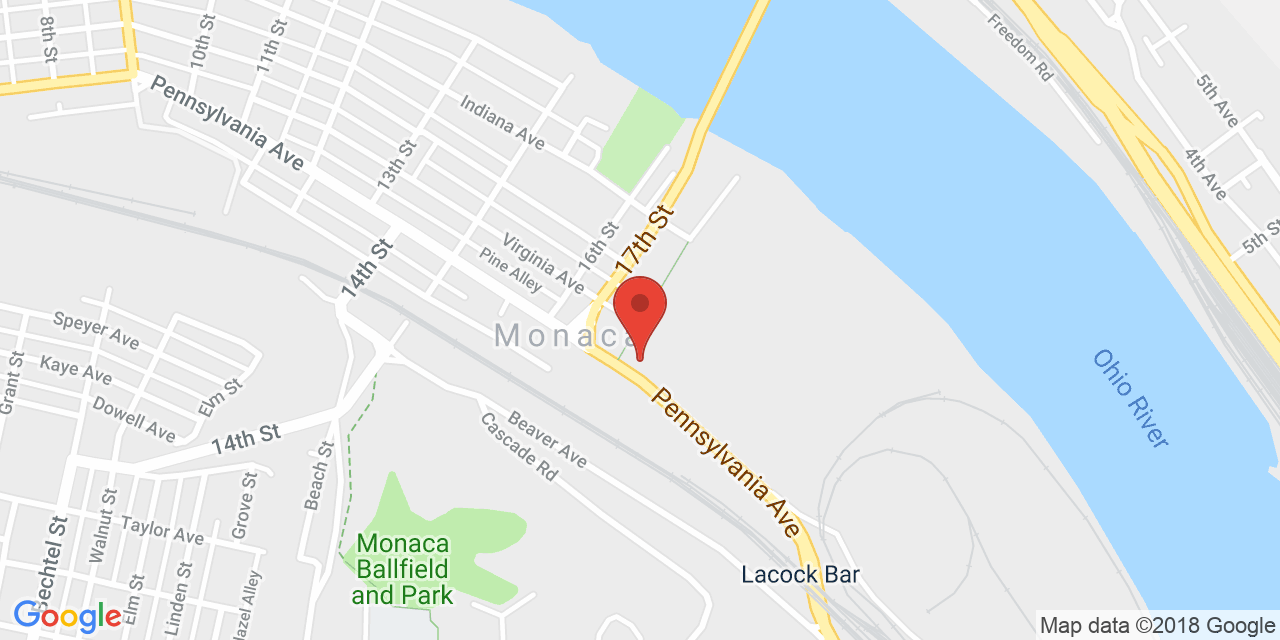 8th St
10th St
11th St
Freedom Rd
5th Ave
Pennsylvania Ave
Indiana Ave
13th St
4th Ave
16th St
17th St
5th St
14th St
Virginia Ave
Pine Alley
Monaca
Speyer Ave
Kaye Ave
Grant St
Elm St
Dowell Ave
14th St
Ohio River
Pennsylvania Ave
Beaver Ave
Cascade Rd
Beach St
Grove St
Walnut St
Taylor Ave
Bechtel St
Elm St
Linden St
Hazel Alley
Monaca
Ballfield
and Park
Lacock Bar
Google
Map data ©2018 Google